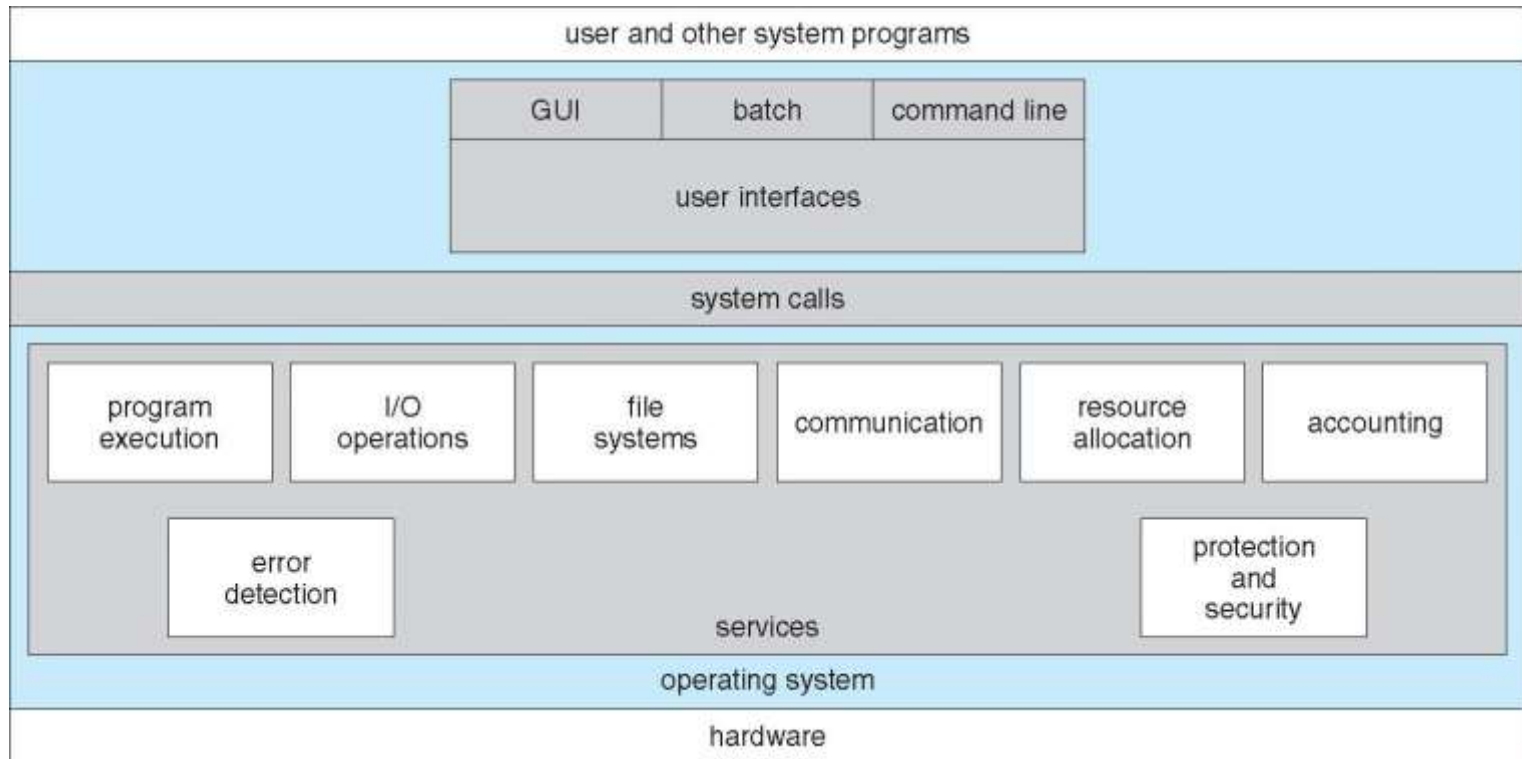 user and other system programs
GUI
batch
command line
user interfaces
system calls
program
execution
I/O
operations
file
systems
communication
resource
allocation
accounting
error
detection
protection
and
security
services
operating system
hardware